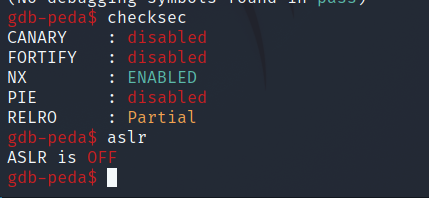 (No debugging symbols found in pass)
gdb-peda$ checksec
CANARY    : disabled
FORTIFY   : disabled
NX        : ENABLED
PIE       : disabled
RELRO     : Partial
gdb-peda$ aslr
ASLR is OFF
gdb-peda$